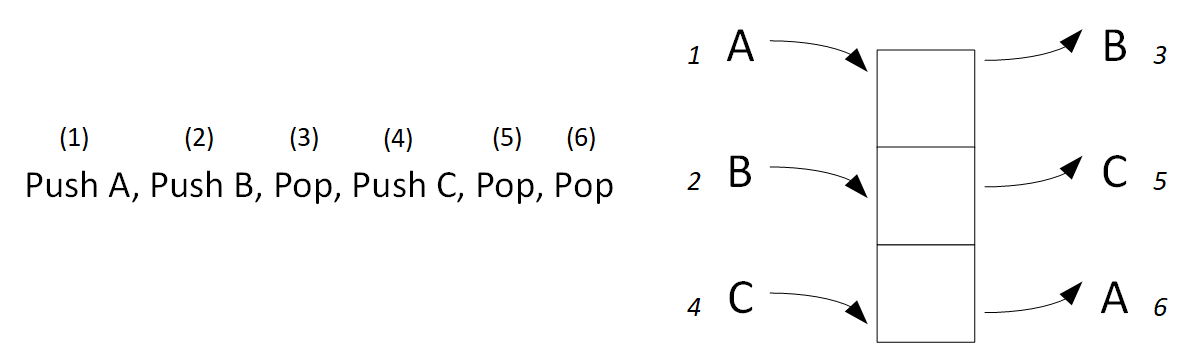 (1) (2) (3) (4) (5) (6)
Push A, Push B, Pop, Push C, Pop, Pop
1 A B 3
2 B C 5
4 C A 6